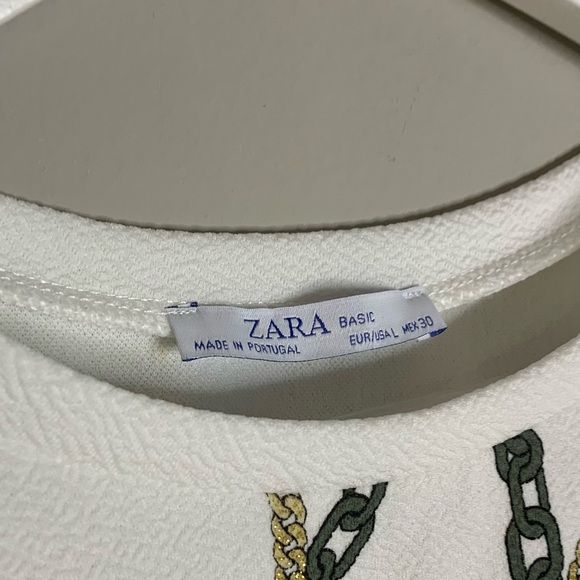 ZARA BASIC
MADE IN PORTUGAL EUR/USA L MEX 30